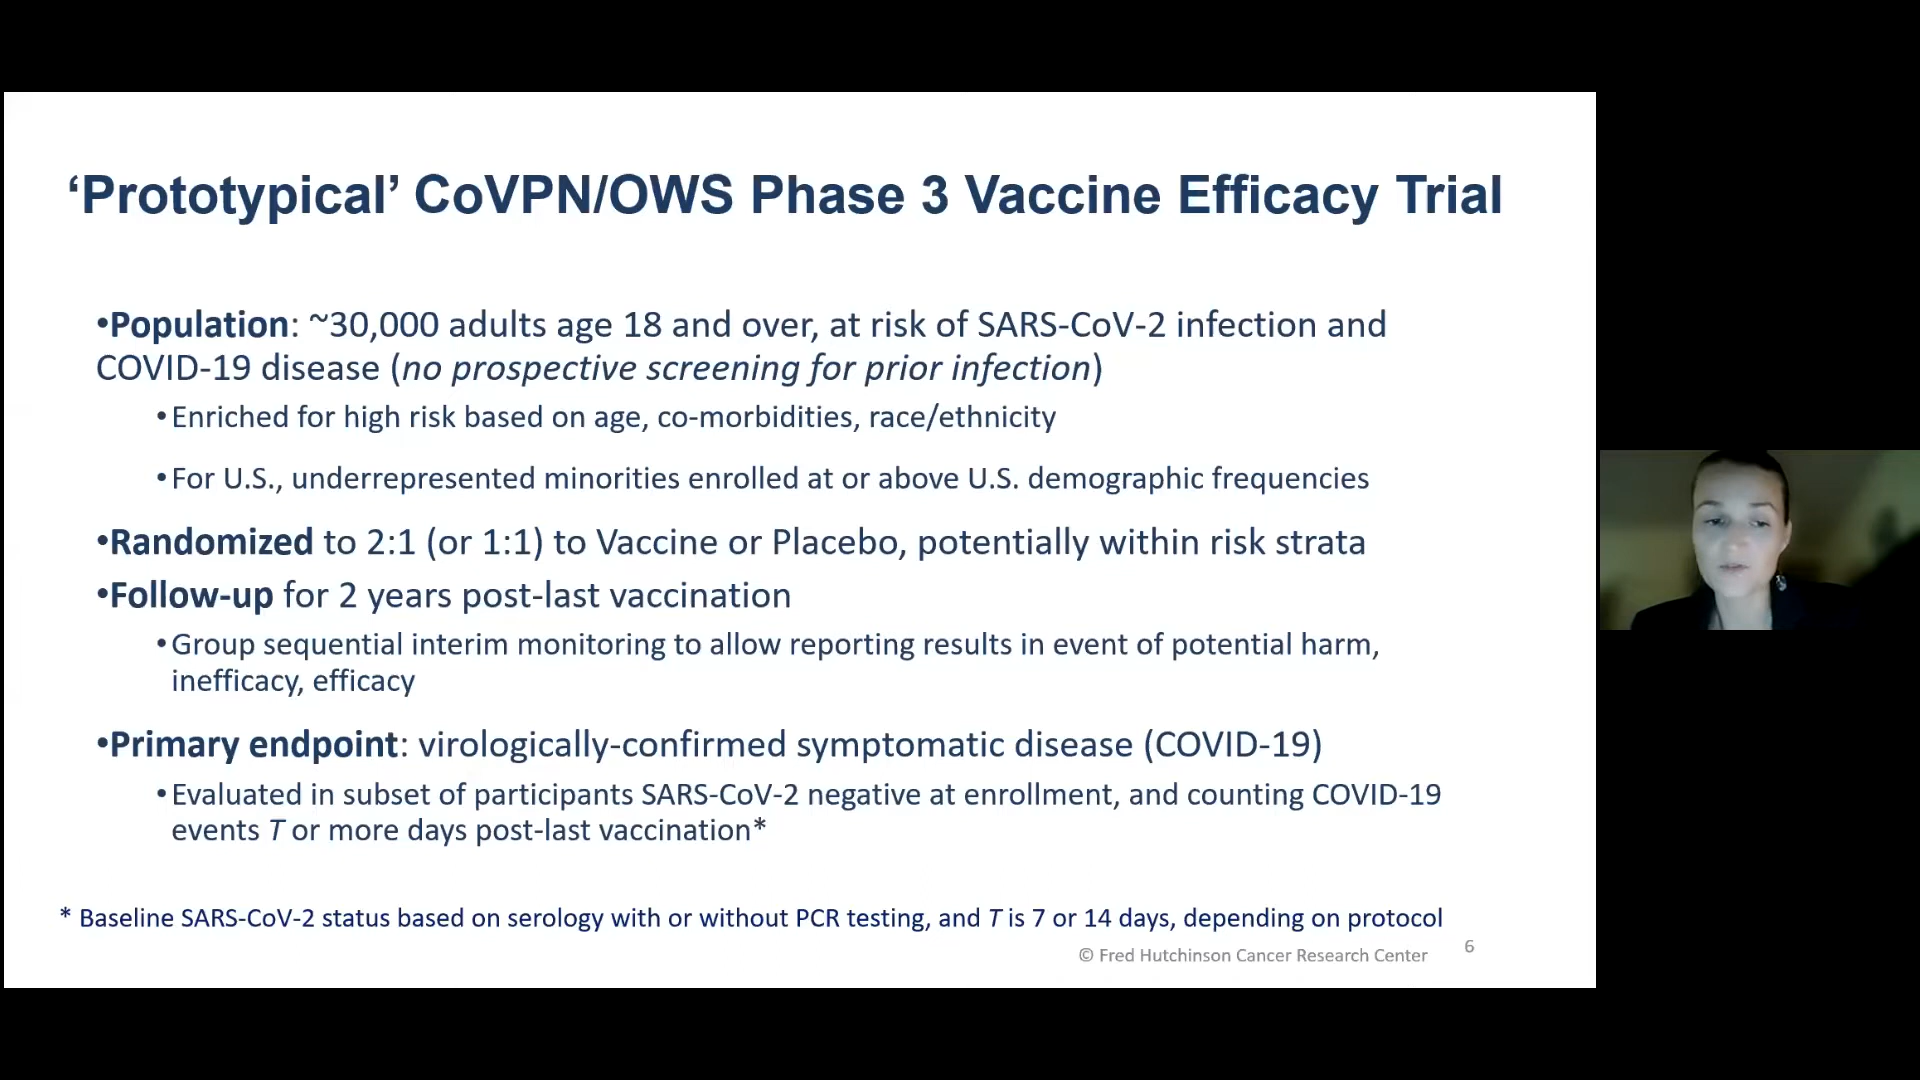 ‘Prototypical’ CoVPN/OWS Phase 3 Vaccine Efficacy Trial
•Population: ~30,000 adults age 18 and over, at risk of SARS-CoV-2 infection and
COVID-19 disease (no prospective screening for prior infection)
•Enriched for high risk based on age, co-morbidities, race/ethnicity
•For U.S., underrepresented minorities enrolled at or above U.S. demographic frequencies
•Randomized to 2:1 (or 1:1) to Vaccine or Placebo, potentially within risk strata
•Follow-up for 2 years post-last vaccination
•Group sequential interim monitoring to allow reporting results in event of potential harm,
inefficacy, efficacy
•Primary endpoint: virologically-confirmed symptomatic disease (COVID-19)
•Evaluated in subset of participants SARS-CoV-2 negative at enrollment, and counting COVID-19
events T or more days post-last vaccination*
* Baseline SARS-CoV-2 status based on serology with or without PCR testing, and T is 7 or 14 days, depending on protocol
© Fred Hutchinson Cancer Research Center
6